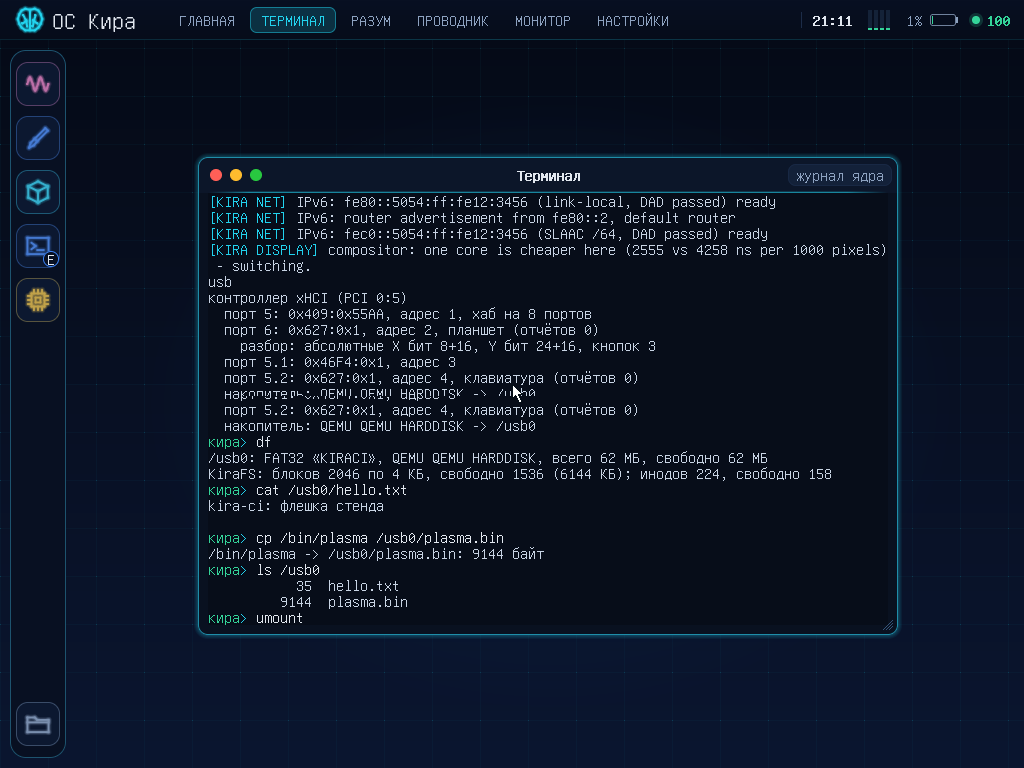 ОС Кира
ГЛАВНАЯ ТЕРМИНАЛ РАЗУМ ПРОВОДНИК МОНИТОР НАСТРОЙКИ
21:11 1% 100
E
Терминал
журнал ядра
[KIRA NET] IPv6: fe80::5054:ff:fe12:3456 (link-local, DAD passed) ready
[KIRA NET] IPv6: router advertisement from fe80::2, default router
[KIRA NET] IPv6: fec0::5054:ff:fe12:3456 (SLAAC /64, DAD passed) ready
[KIRA DISPLAY] compositor: one core is cheaper here (2555 vs 4258 ns per 1000 pixels)
- switching.
usb
контроллер xHCI (PCI 0:5)
порт 5: 0x409:0x55AA, адрес 1, хаб на 8 портов
порт 6: 0x627:0x1, адрес 2, планшет (отчётов 0)
разбор: абсолютные X бит 8+16, Y бит 24+16, кнопок 3
порт 5.1: 0x46F4:0x1, адрес 3
порт 5.2: 0x627:0x1, адрес 4, клавиатура (отчётов 0)
порт 5.2: 0x627:0x1, адрес 4, клавиатура (отчётов 0)
накопитель: QEMU QEMU HARDDISK -> /usb0
кира> df
/usb0: FAT32 «KIRACI», QEMU QEMU HARDDISK, всего 62 МБ, свободно 62 МБ
KiraFS: блоков 2046 по 4 КБ, свободно 1536 (6144 КБ); инодов 224, свободно 158
кира> cat /usb0/hello.txt
kira-ci: флешка стенда
кира> cp /bin/plasma /usb0/plasma.bin
/bin/plasma -> /usb0/plasma.bin: 9144 байт
кира> ls /usb0
35 hello.txt
9144 plasma.bin
кира> umount